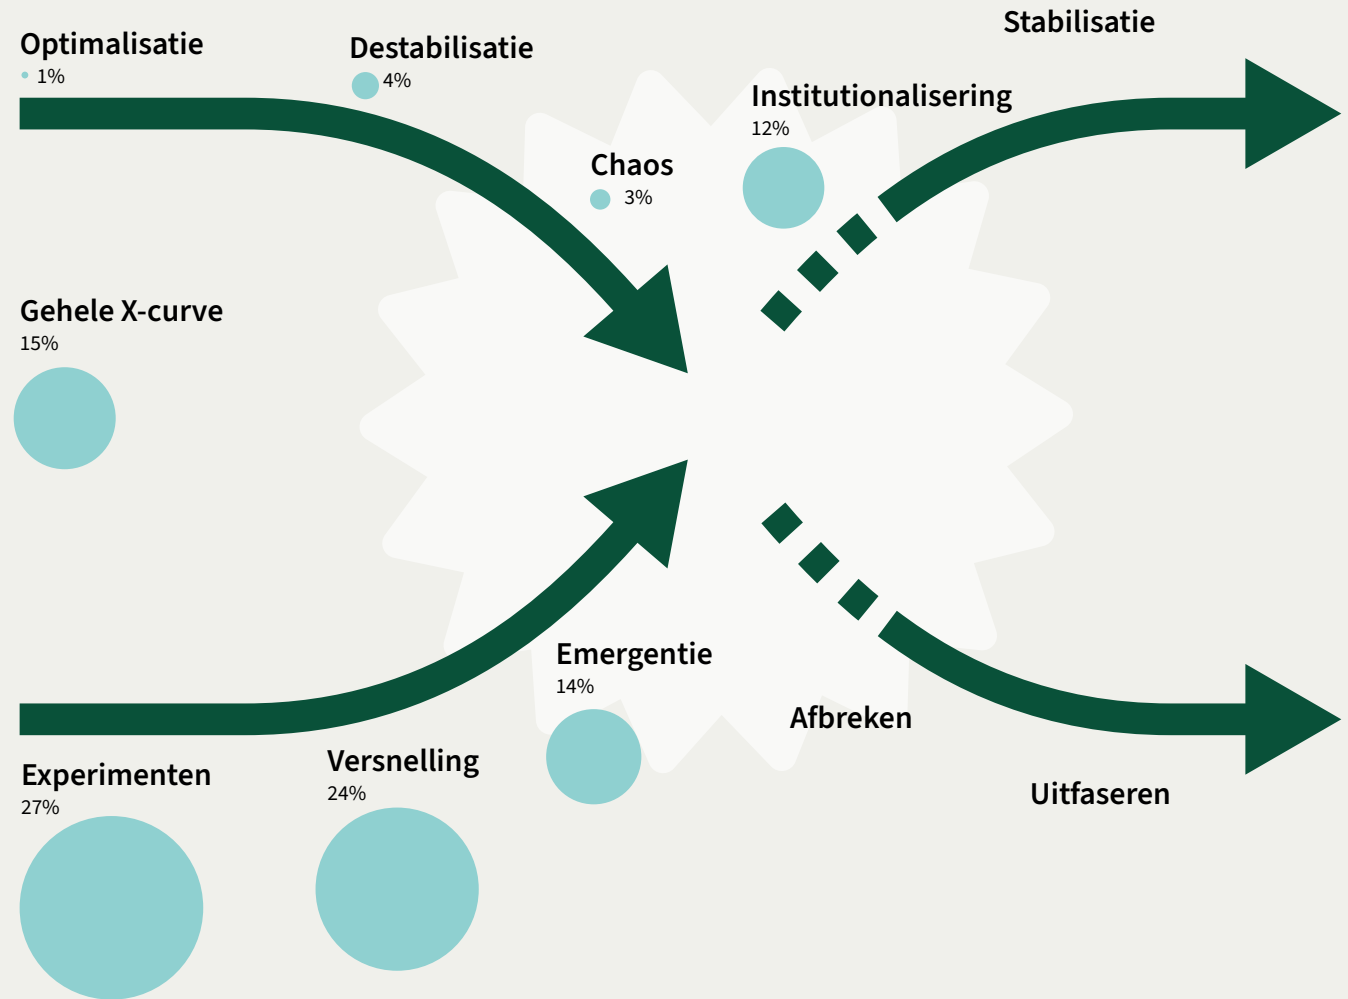 Stabilisatie
Optimalisatie
1%
Destabilisatie
4%
Institutionalisering
12%
Chaos
3%
Gehele X-curve
15%
Emergentie
14%
Afbreken
Versnelling
24%
Experimenten
27%
Uitfaseren